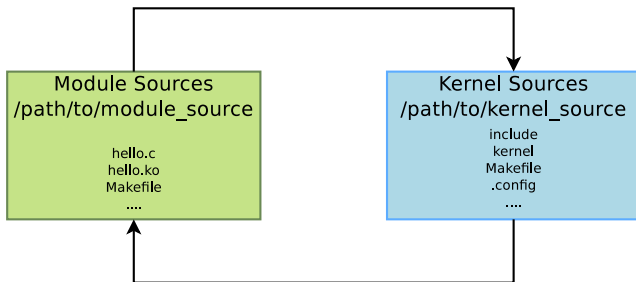 Module Sources
/path/to/module_source
hello.c
hello.ko
Makefile
....
Kernel Sources
/path/to/kernel_source
include
kernel
Makefile
.config
....